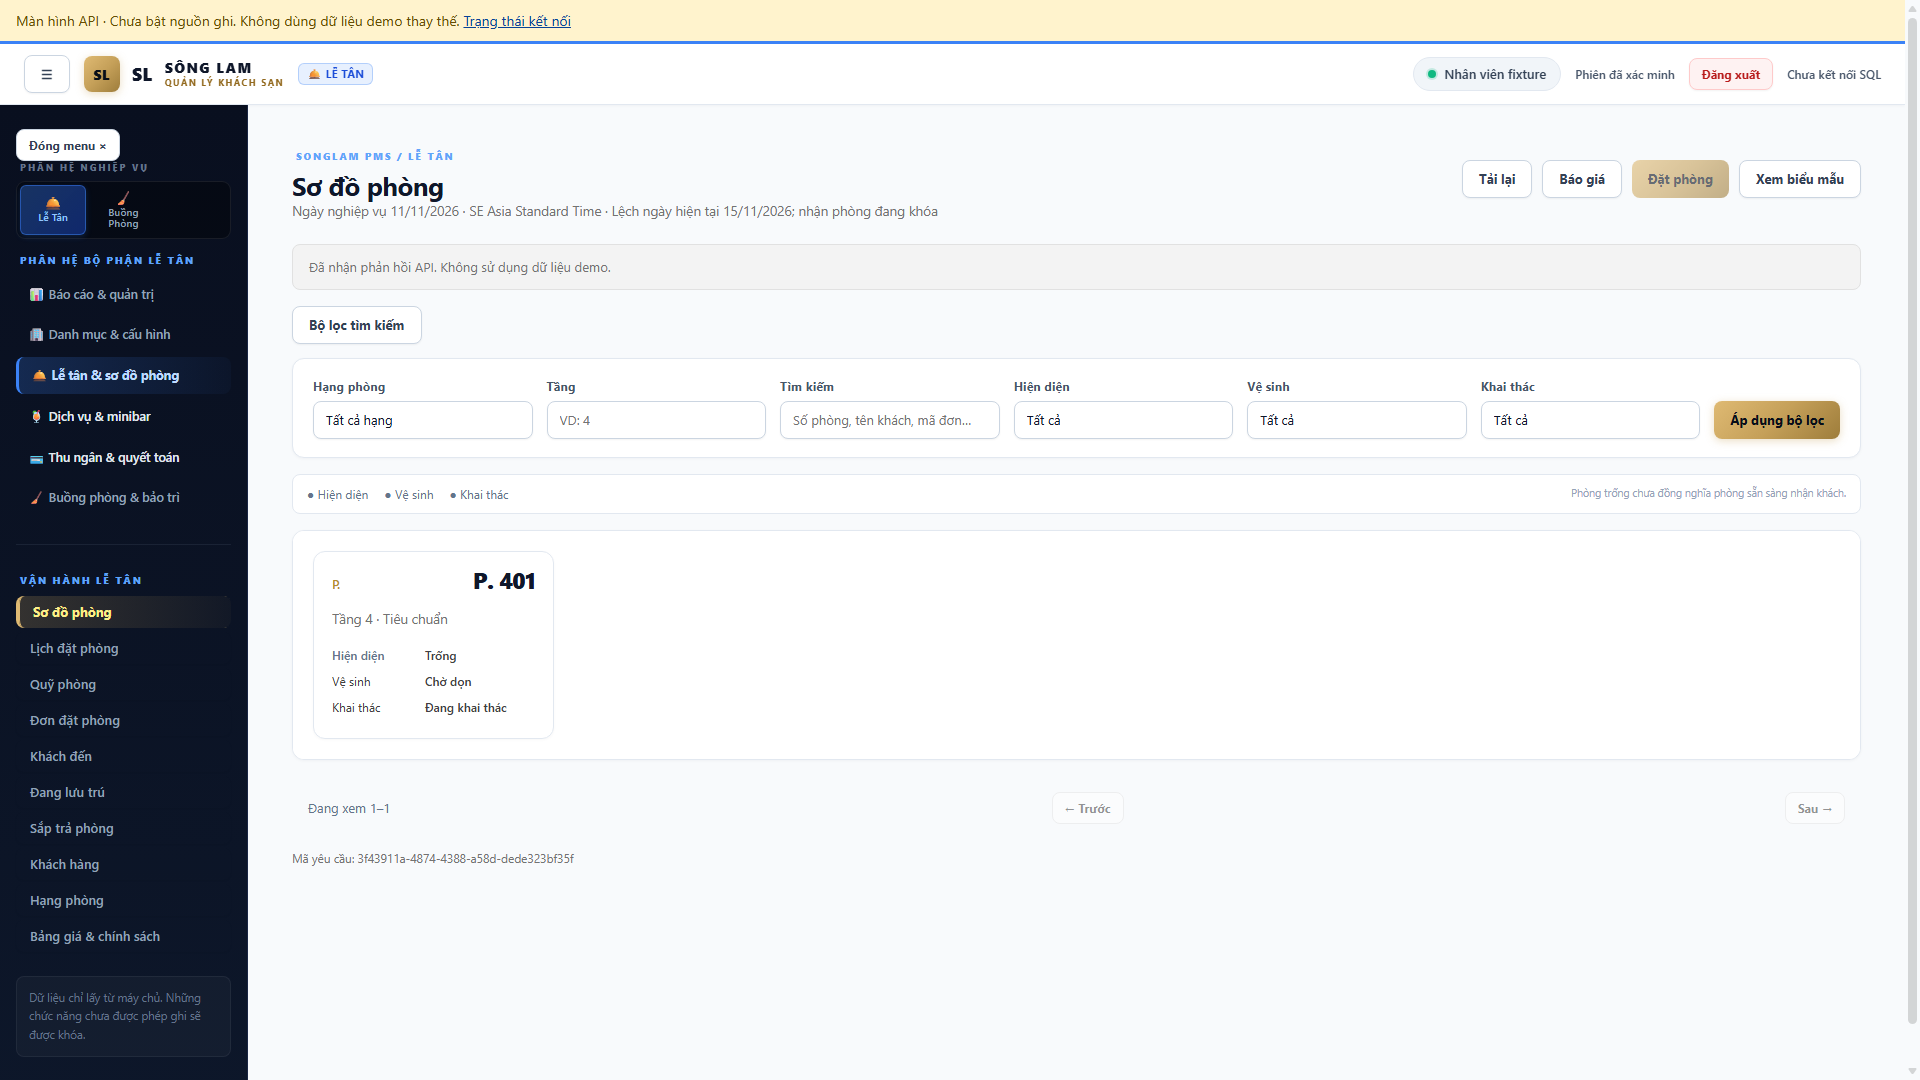 Màn hình API · Chưa bật nguồn ghi. Không dùng dữ liệu demo thay thế. Trạng thái kết nối
☰
SL
SL
SÔNG LAM
QUẢN LÝ KHÁCH SẠN
LỄ TÂN
Nhân viên fixture
Phiên đã xác minh
Đăng xuất
Chưa kết nối SQL
Đóng menu ×
PHÂN HỆ NGHIỆP VỤ
Lễ Tân
Buồng Phòng
PHÂN HỆ BỘ PHẬN LỄ TÂN
Báo cáo & quản trị
Danh mục & cấu hình
Lễ tân & sơ đồ phòng
Dịch vụ & minibar
Thu ngân & quyết toán
Buồng phòng & bảo trì
VẬN HÀNH LỄ TÂN
Sơ đồ phòng
Lịch đặt phòng
Quỹ phòng
Đơn đặt phòng
Khách đến
Đang lưu trú
Sắp trả phòng
Khách hàng
Hạng phòng
Bảng giá & chính sách
Dữ liệu chỉ lấy từ máy chủ. Những
chức năng chưa được phép ghi sẽ
được khóa.
SONGLAM PMS / LỄ TÂN
Sơ đồ phòng
Ngày nghiệp vụ 11/11/2026 · SE Asia Standard Time · Lệch ngày hiện tại 15/11/2026; nhận phòng đang khóa
Tải lại
Báo giá
Đặt phòng
Xem biểu mẫu
Đã nhận phản hồi API. Không sử dụng dữ liệu demo.
Bộ lọc tìm kiếm
Hạng phòng
Tất cả hạng
Tầng
VD: 4
Tìm kiếm
Số phòng, tên khách, mã đơn...
Hiện diện
Tất cả
Vệ sinh
Tất cả
Khai thác
Tất cả
Áp dụng bộ lọc
● Hiện diện ● Vệ sinh ● Khai thác
Phòng trống chưa đồng nghĩa phòng sẵn sàng nhận khách.
P.
P. 401
Tầng 4 · Tiêu chuẩn
Hiện diện Trống
Vệ sinh Chờ dọn
Khai thác Đang khai thác
Đang xem 1–1
← Trước
Sau →
Mã yêu cầu: 3f43911a-4874-4388-a58d-dede323bf35f